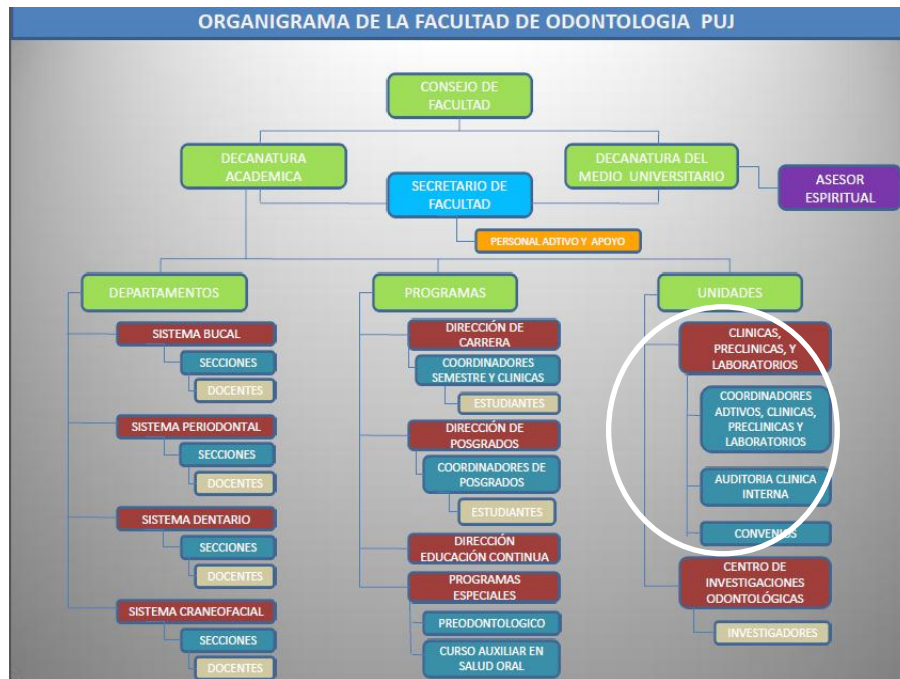 ORGANIGRAMA DE LA FACULTAD DE ODONTOLOGIA PUJ
CONSEJO DE
FACULTAD
DECANATURA
ACADEMICA
DECANATURA DEL
MEDIO UNIVERSITARIO
SECRETARIO DE
FACULTAD
ASESOR
ESPIRITUAL
PERSONAL ADTIVO Y APOYO
DEPARTAMENTOS
SISTEMA BUCAL
SECCIONES
DOCENTES
SISTEMA PERIODONTAL
SECCIONES
DOCENTES
SISTEMA DENTARIO
SECCIONES
DOCENTES
SISTEMA CRANEOFACIAL
SECCIONES
DOCENTES
PROGRAMAS
DIRECCIÓN DE
CARRERA
COORDINADORES
SEMESTRE Y CLINICAS
ESTUDIANTES
DIRECCIÓN DE
POSGRADOS
COORDINADORES DE
POSGRADOS
ESTUDIANTES
DIRECCIÓN
EDUCACIÓN CONTINUA
PROGRAMAS
ESPECIALES
PREODONTOLOGICO
CURSO AUXILIAR EN
SALUD ORAL
UNIDADES
CLINICAS,
PRECLINICAS, Y
LABORATORIOS
COORDINADORES
ADTIVOS, CLINICAS,
PRECLINICAS Y
LABORATORIOS
AUDITORIA CLINICA
INTERNA
CONVENIOS
CENTRO DE
INVESTIGACIONES
ODONTOLÓGICAS
INVESTIGADORES